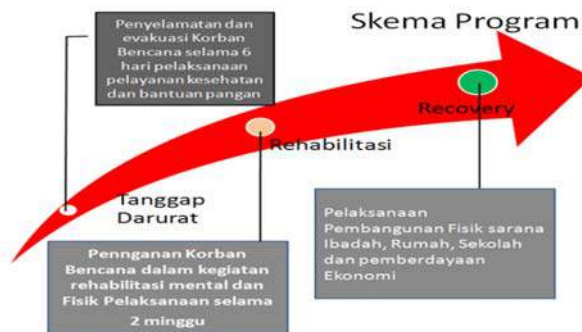 Skema Program
Penyelamatan dan
evakuasi Korban
Bencana selama 6
hari pelaksanaan
pelayanan kesehatan
dan bantuan pangan
Recovery
Rehabilitasi
Tanggap
Darurat
Pennganan Korban
Bencana dalam kegiatan
rehabilitasi mental dan
Fisik Pelaksanaan selama
2 minggu
Pelaksanaan
Pembangunan Fisik sarana
Ibadah, Rumah, Sekolah
dan pemberdayaan
Ekonomi